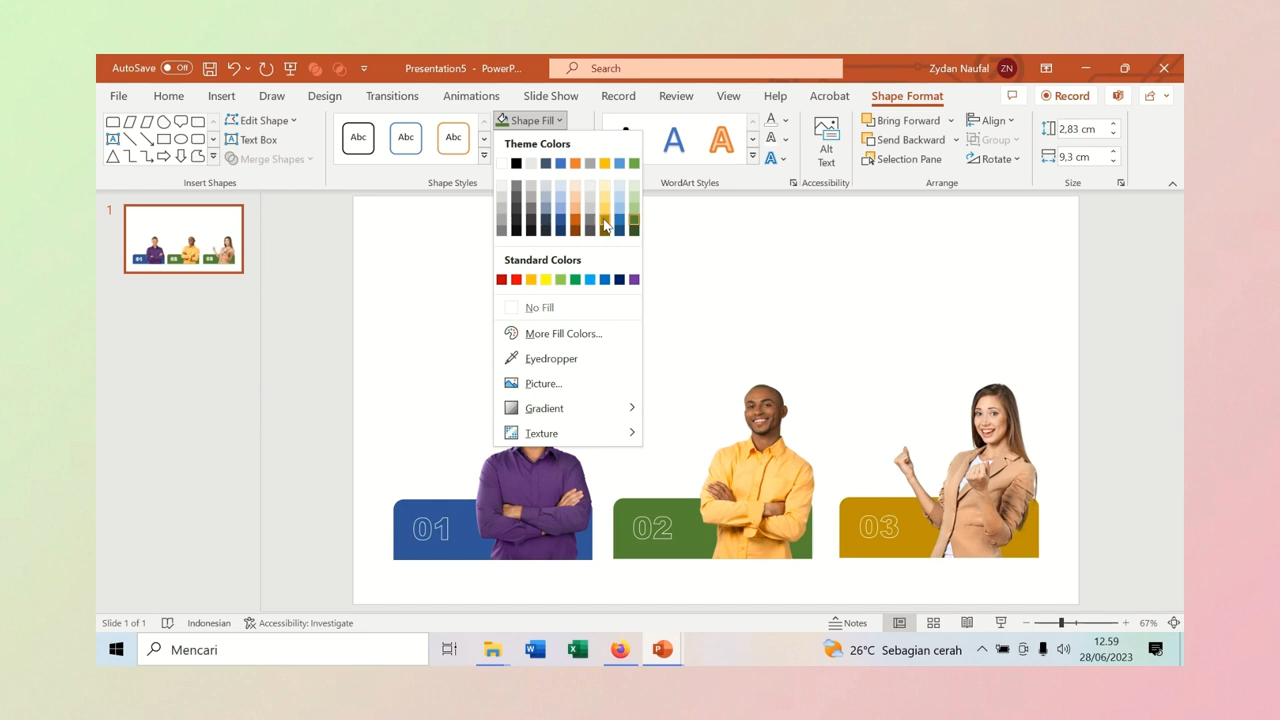 AutoSave Off
Presentation5 - PowerP...
Search
Zydan Naufal ZN
File Home Insert Draw Design Transitions Animations Slide Show Record Review View Help Acrobat Shape Format Record
Edit Shape
Text Box
Merge Shapes
Insert Shapes
Abc Abc Abc
Shape Styles
Shape Fill
Theme Colors
Standard Colors
No Fill
More Fill Colors...
Eyedropper
Picture...
Gradient
Texture
A A
A
A
A
WordArt Styles
Alt
Text
Accessibility
Bring Forward
Send Backward
Selection Pane
Align
Group
Rotate
Arrange
2,83 cm
9,3 cm
Size
1
01 02 03
01
02
03
Slide 1 of 1 Indonesian Accessibility: Investigate Notes 67%
Mencari
26°C Sebagian cerah
12.59
28/06/2023